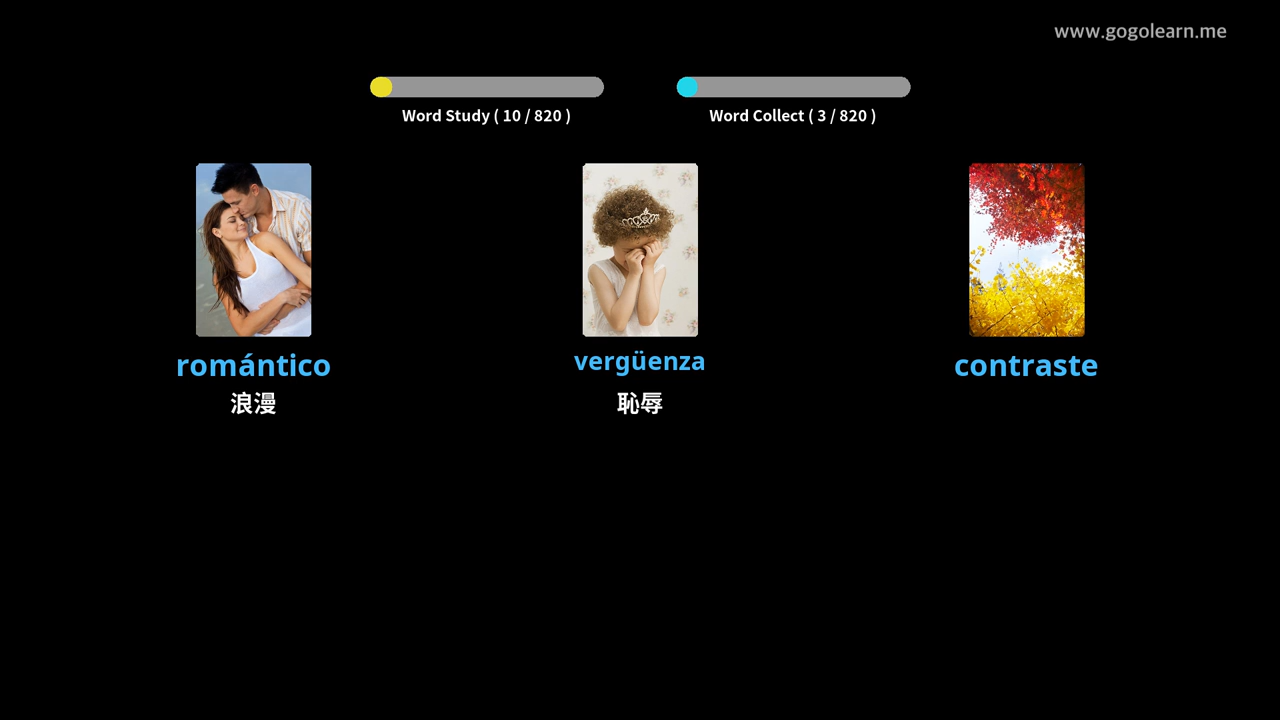 www.gogolearn.me
Word Study ( 10 / 820 )
Word Collect ( 3 / 820 )
romántico
vergüenza
contraste
浪漫
恥辱